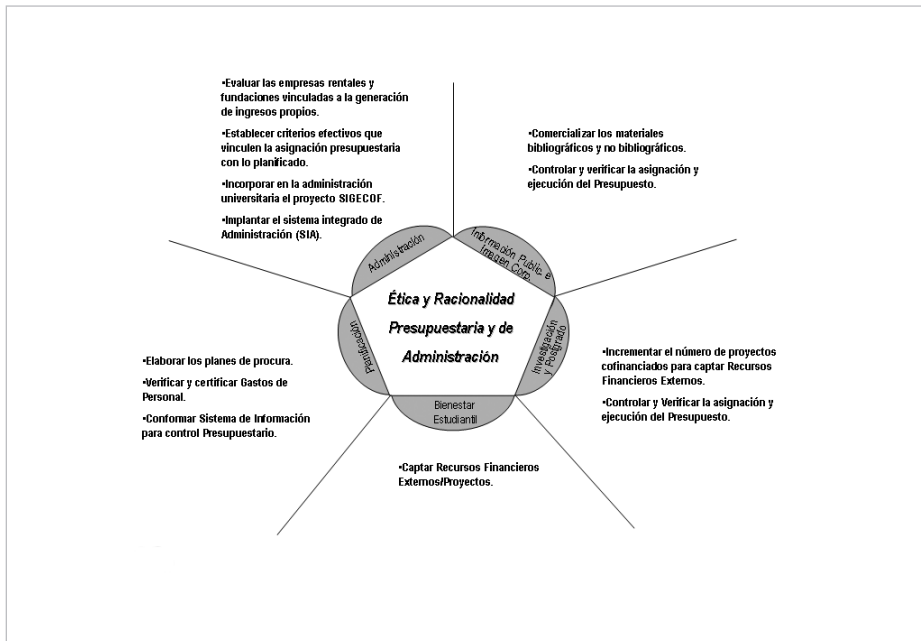 •Evaluar las empresas rentales y
fundaciones vinculadas a la generación
de ingresos propios.
•Establecer criterios efectivos que
vinculen la asignación presupuestaria
con lo planificado.
•Incorporar en la administración
universitaria el proyecto SIGECOF.
•Implantar el sistema integrado de
Administración (SIA).
•Comercializar los materiales
bibliográficos y no bibliográficos.
•Controlar y verificar la asignación y
ejecución del Presupuesto.
Administración
Información Public. e
Imagen Corp.
Ética y Racionalidad
Presupuestaria y de
Administración
Planificación
Investigación
y Postgrado
Bienestar
Estudiantil
•Elaborar los planes de procura.
•Verificar y certificar Gastos de
Personal.
•Conformar Sistema de Información
para control Presupuestario.
•Incrementar el número de proyectos
cofinanciados para captar Recursos
Financieros Externos.
•Controlar y Verificar la asignación y
ejecución del Presupuesto.
•Captar Recursos Financieros
Externos/Proyectos.